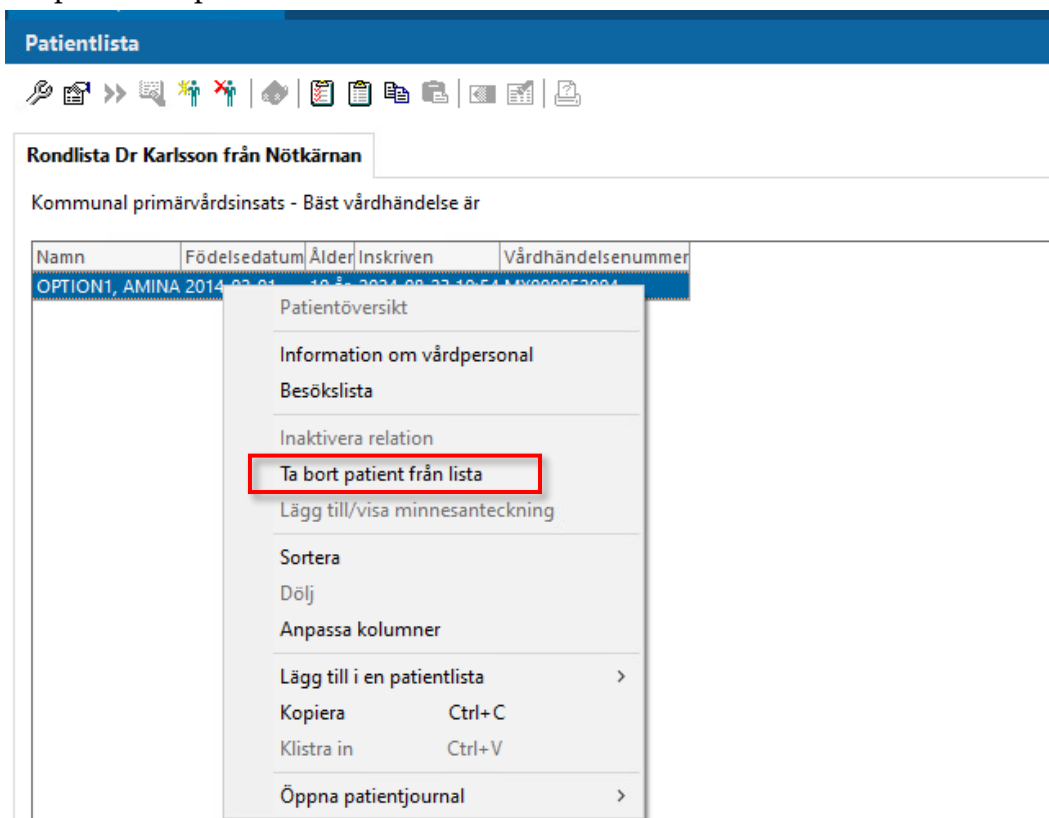 Patientlista
Rondlista Dr Karlsson från Nötkärnan
Kommunal primärvårdsinsats - Bäst vårdhändelse är
Namn Födelsedatum Ålder Inskriven Vårdhändelsenummer
OPTION1, AMINA
Patientöversikt
Information om vårdpersonal
Besökslista
Inaktivera relation
Ta bort patient från lista
Lägg till/visa minnesanteckning
Sortera
Dölj
Anpassa kolumner
Lägg till i en patientlista >
Kopiera Ctrl+C
Klistra in Ctrl+V
Öppna patientjournal >